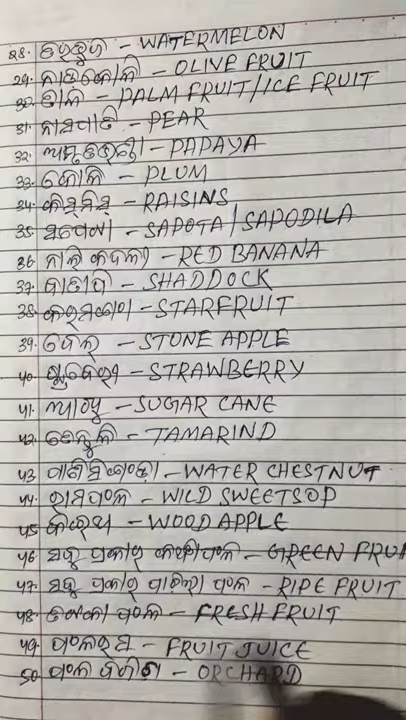 28. ତରଭୁଜ - WATERMELON
29. ଜାତକୋଳି - OLIVE FRUIT
30. ତାଳ - PALM FRUIT/ICE FRUIT
31. ନାସପାତି - PEAR
32. ଅମୃତଭଣ୍ଡା - PAPAYA
33. କୋଳି - PLUM
34. କିସମିସ୍ - RAISINS
35. ସପେଟା - SAPOTA/SAPODILA
36 ନାଲି କଦଳୀ - RED BANANA
37. ବାତାପି - SHADDOCK
38. କରମଙ୍ଗା - STARFRUIT
39. ବେଲ - STONE APPLE
40. ଷ୍ଟ୍ରବେରୀ - STRAWBERRY
41. ଆଖୁ - SUGAR CANE
42. ତେନ୍ତୁଳି - TAMARIND
43 ପାଣିସିଂଘଡ଼ା - WATER CHESTNUT
44. ରାମଫଳ - WILD SWEETSOP
45 କଇଥ - WOOD APPLE
46 ସବୁ ପ୍ରକାର କଞ୍ଚାଫଳ - GREEN FRUI
47. ସବୁ ପ୍ରକାର ପାଚିଲା ଫଳ - RIPE FRUIT
48. ତାଜା ଫଳ - FRESH FRUIT
49. ଫଳରସ - FRUIT JUICE
50 ଫଳ ବଗିଚା - ORCHARD